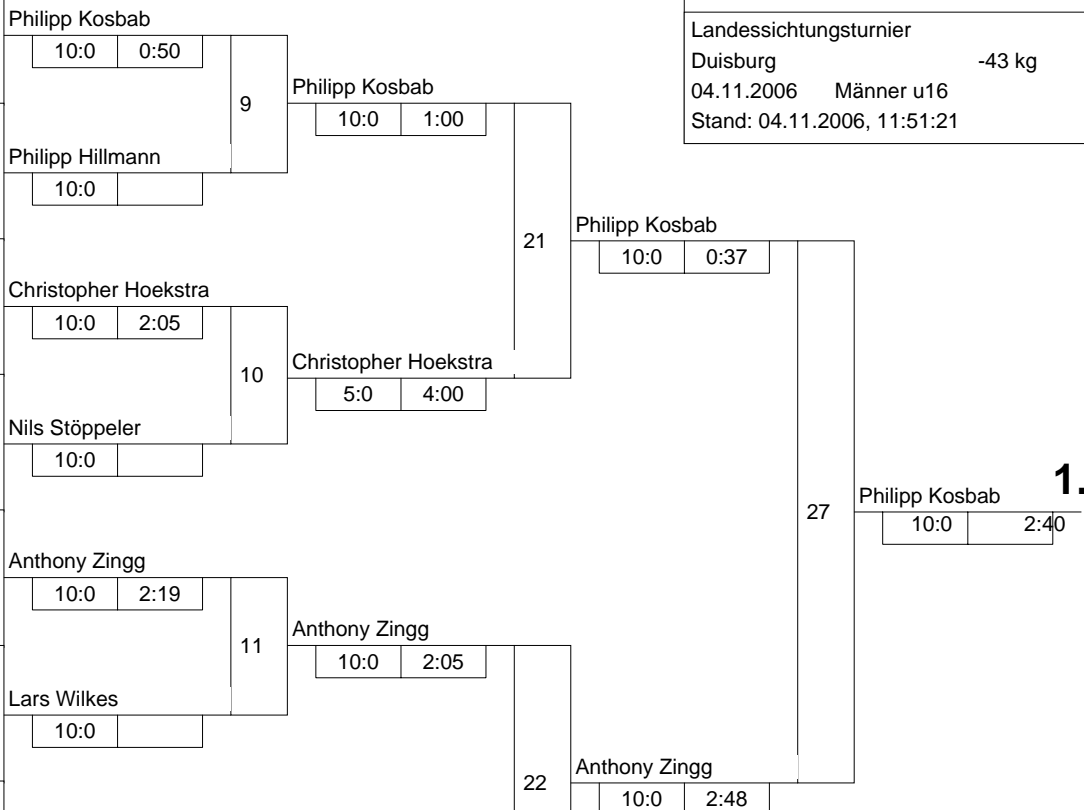 Landessichtungsturnier
Duisburg -43 kg
04.11.2006 Männer u16
Stand: 04.11.2006, 11:51:21
Philipp Kosbab
10:0 0:50
9
Philipp Hillmann
10:0
Philipp Kosbab
10:0 1:00
Christopher Hoekstra
10:0 2:05
10
Nils Stöppeler
10:0
Christopher Hoekstra
5:0 4:00
21
Philipp Kosbab
10:0 0:37
Anthony Zingg
10:0 2:19
11
Lars Wilkes
10:0
Anthony Zingg
10:0 2:05
22
Anthony Zingg
10:0 2:48
27
Philipp Kosbab 1.
10:0 2:40